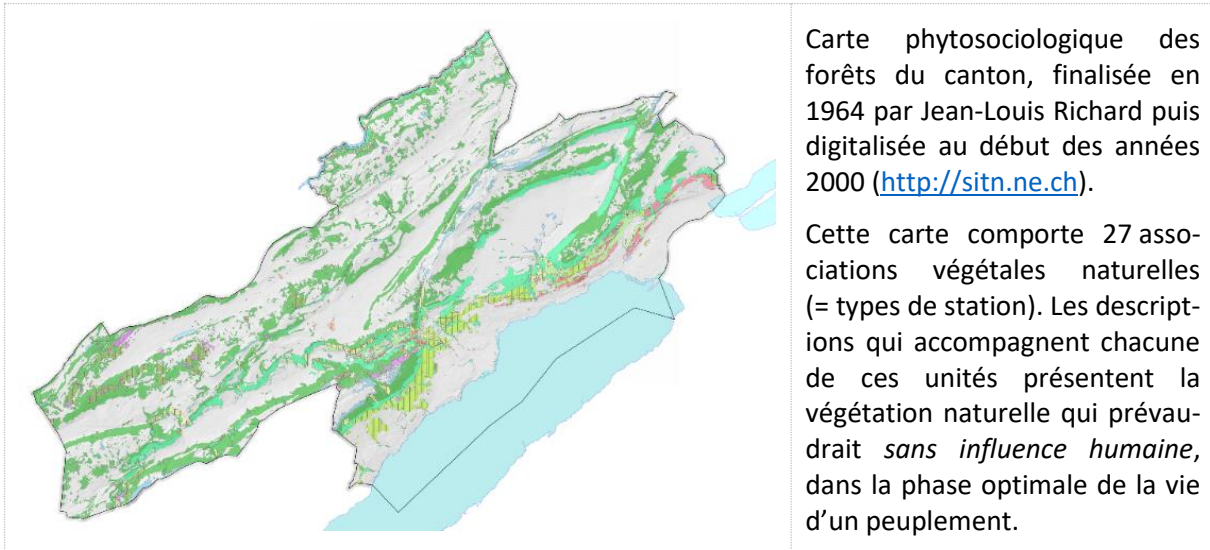 Carte phytosociologique des
forêts du canton, finalisée en
1964 par Jean-Louis Richard puis
digitalisée au début des années
2000 (http://sitn.ne.ch).
Cette carte comporte 27 asso-
ciations végétales naturelles
(= types de station). Les descript-
ions qui accompagnent chacune
de ces unités présentent la
végétation naturelle qui prévau-
drait sans influence humaine,
dans la phase optimale de la vie
d'un peuplement.